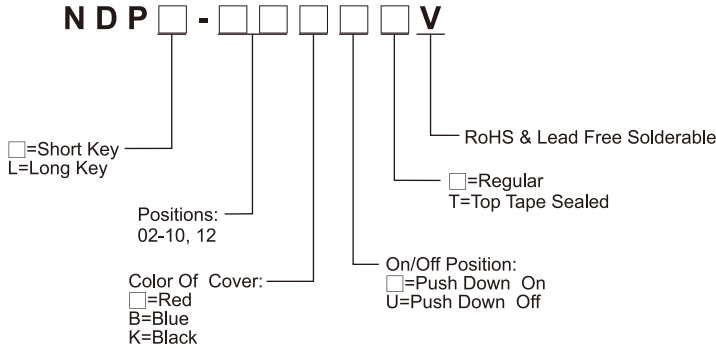 NDP□-□□□□□V
□=Short Key
L=Long Key
RoHS & Lead Free Solderable
□=Regular
T=Top Tape Sealed
Positions:
02-10, 12
On/Off Position:
□=Push Down On
U=Push Down Off
Color Of Cover:
□=Red
B=Blue
K=Black